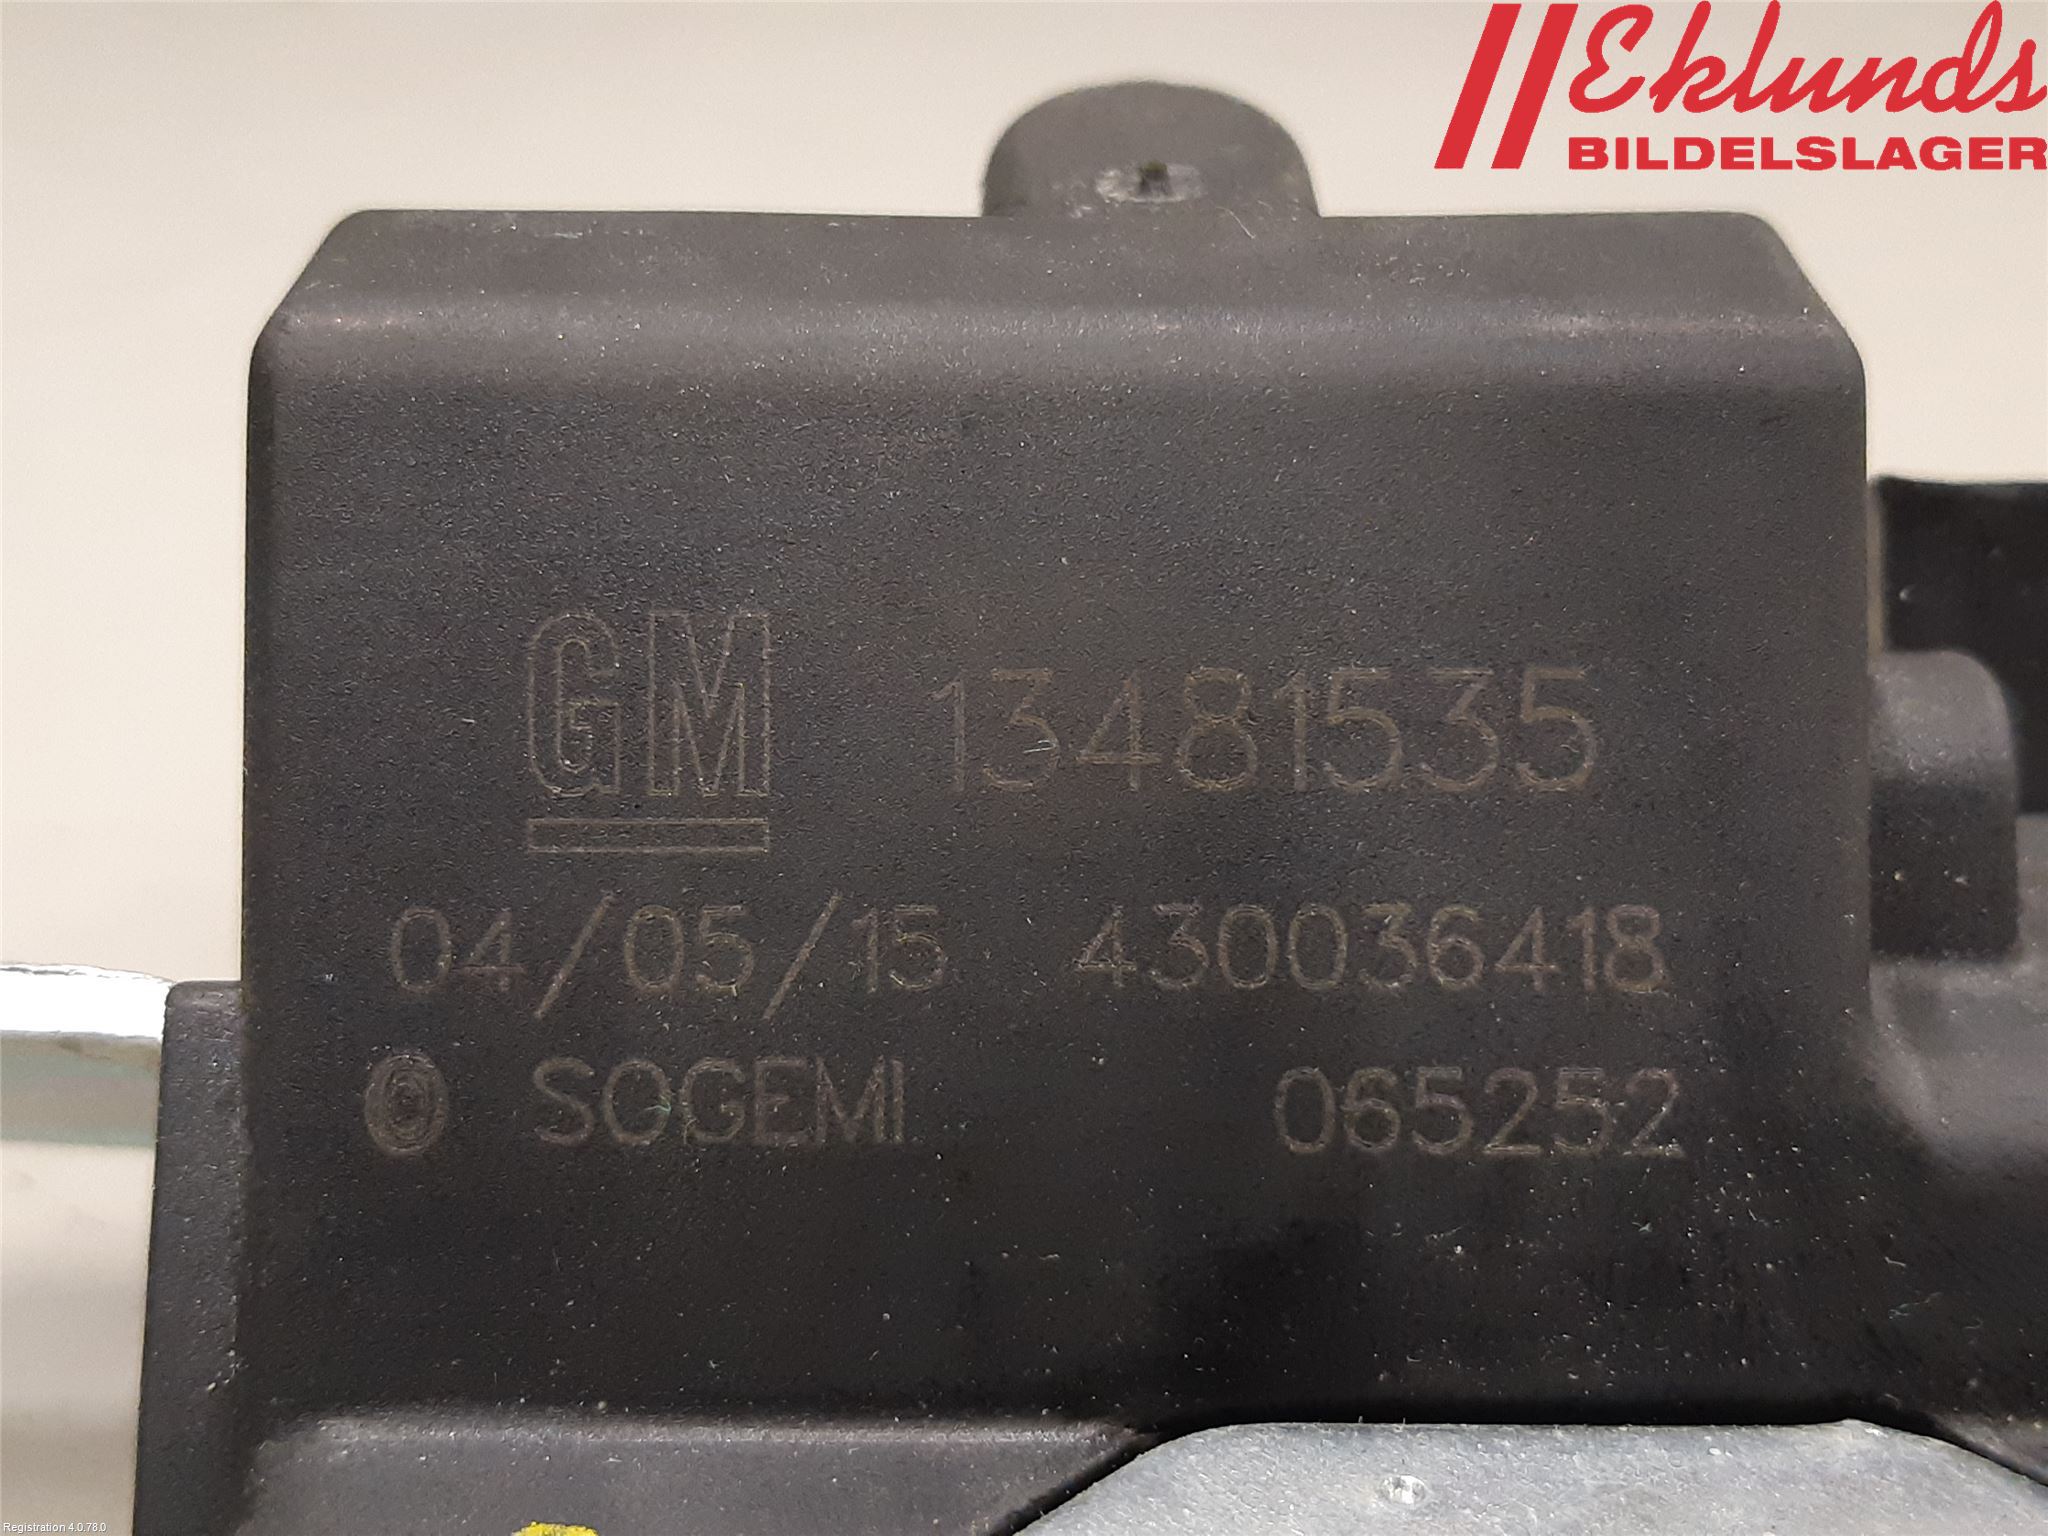 Eklunds
BILDELSLAGER
GM 13481535
04/05/15 430036418
SOGEMI 065252
Registration 4.0.78.0